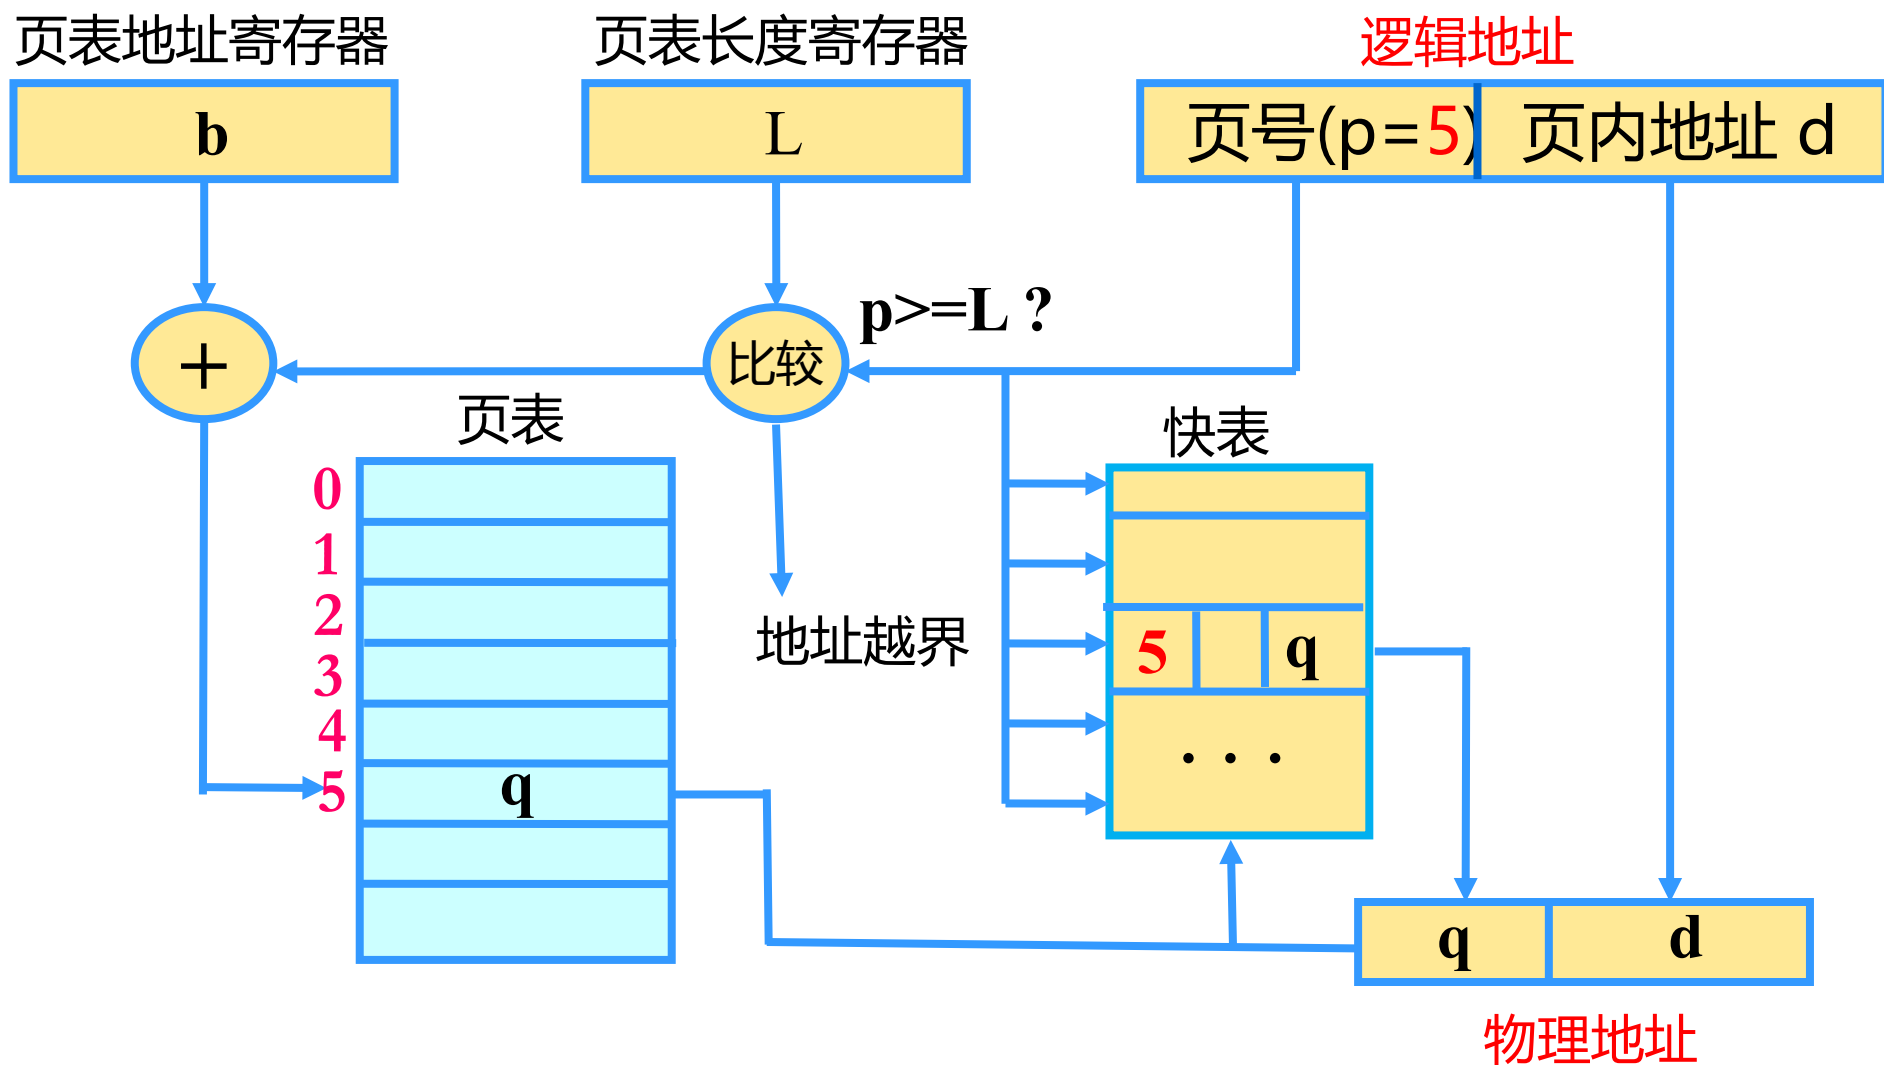 页表地址寄存器
页表长度寄存器
逻辑地址
b
L
页号(p=5)
页内地址 d
p>=L ?
+
比较
页表
快表
0
1
2
3
4
5
q
地址越界
5
q
. . .
q
d
物理地址